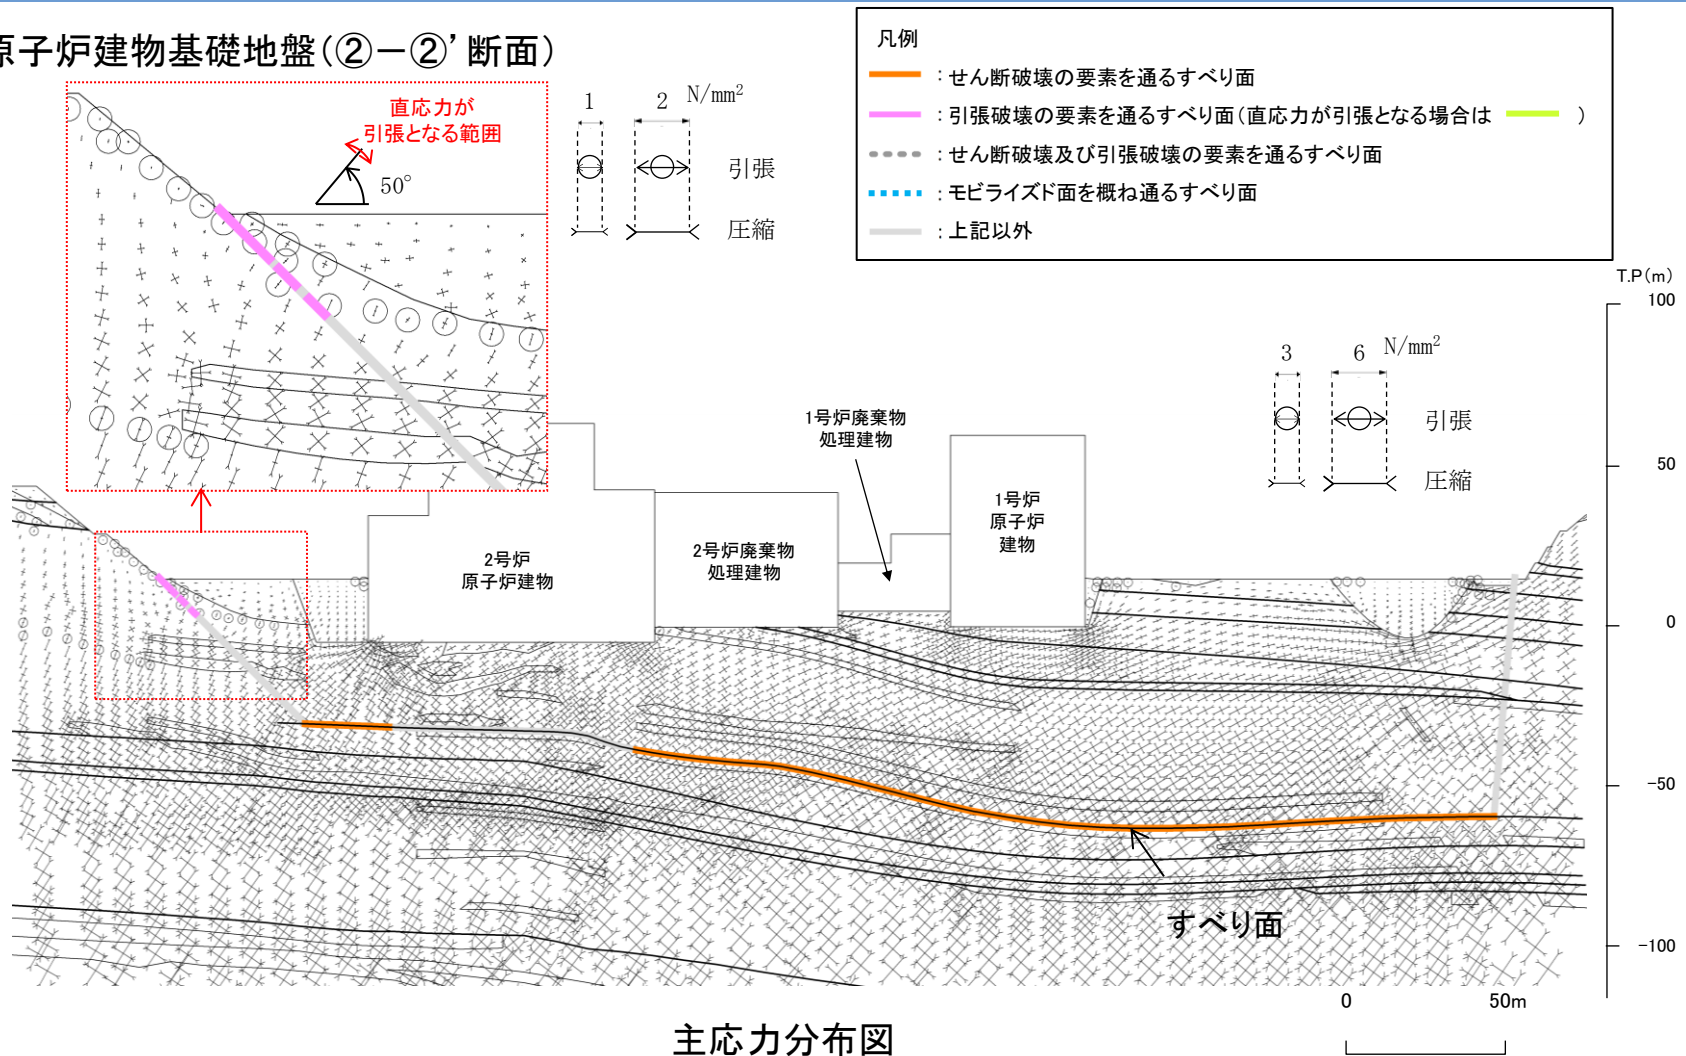 原子炉建物基礎地盤(②－②’断面)
凡例
：せん断破壊の要素を通るすべり面
：引張破壊の要素を通るすべり面(直応力が引張となる場合は　　)
：せん断破壊及び引張破壊の要素を通るすべり面
：モビライズド面を概ね通るすべり面
：上記以外
直応力が
引張となる範囲
50°
1 2 N/mm²
引張
圧縮
T.P(m)
100
50
0
-50
-100
3 6 N/mm²
引張
圧縮
1号炉廃棄物
処理建物
1号炉
原子炉
建物
2号炉
原子炉建物
2号炉廃棄物
処理建物
すべり面
0 50m
主応力分布図